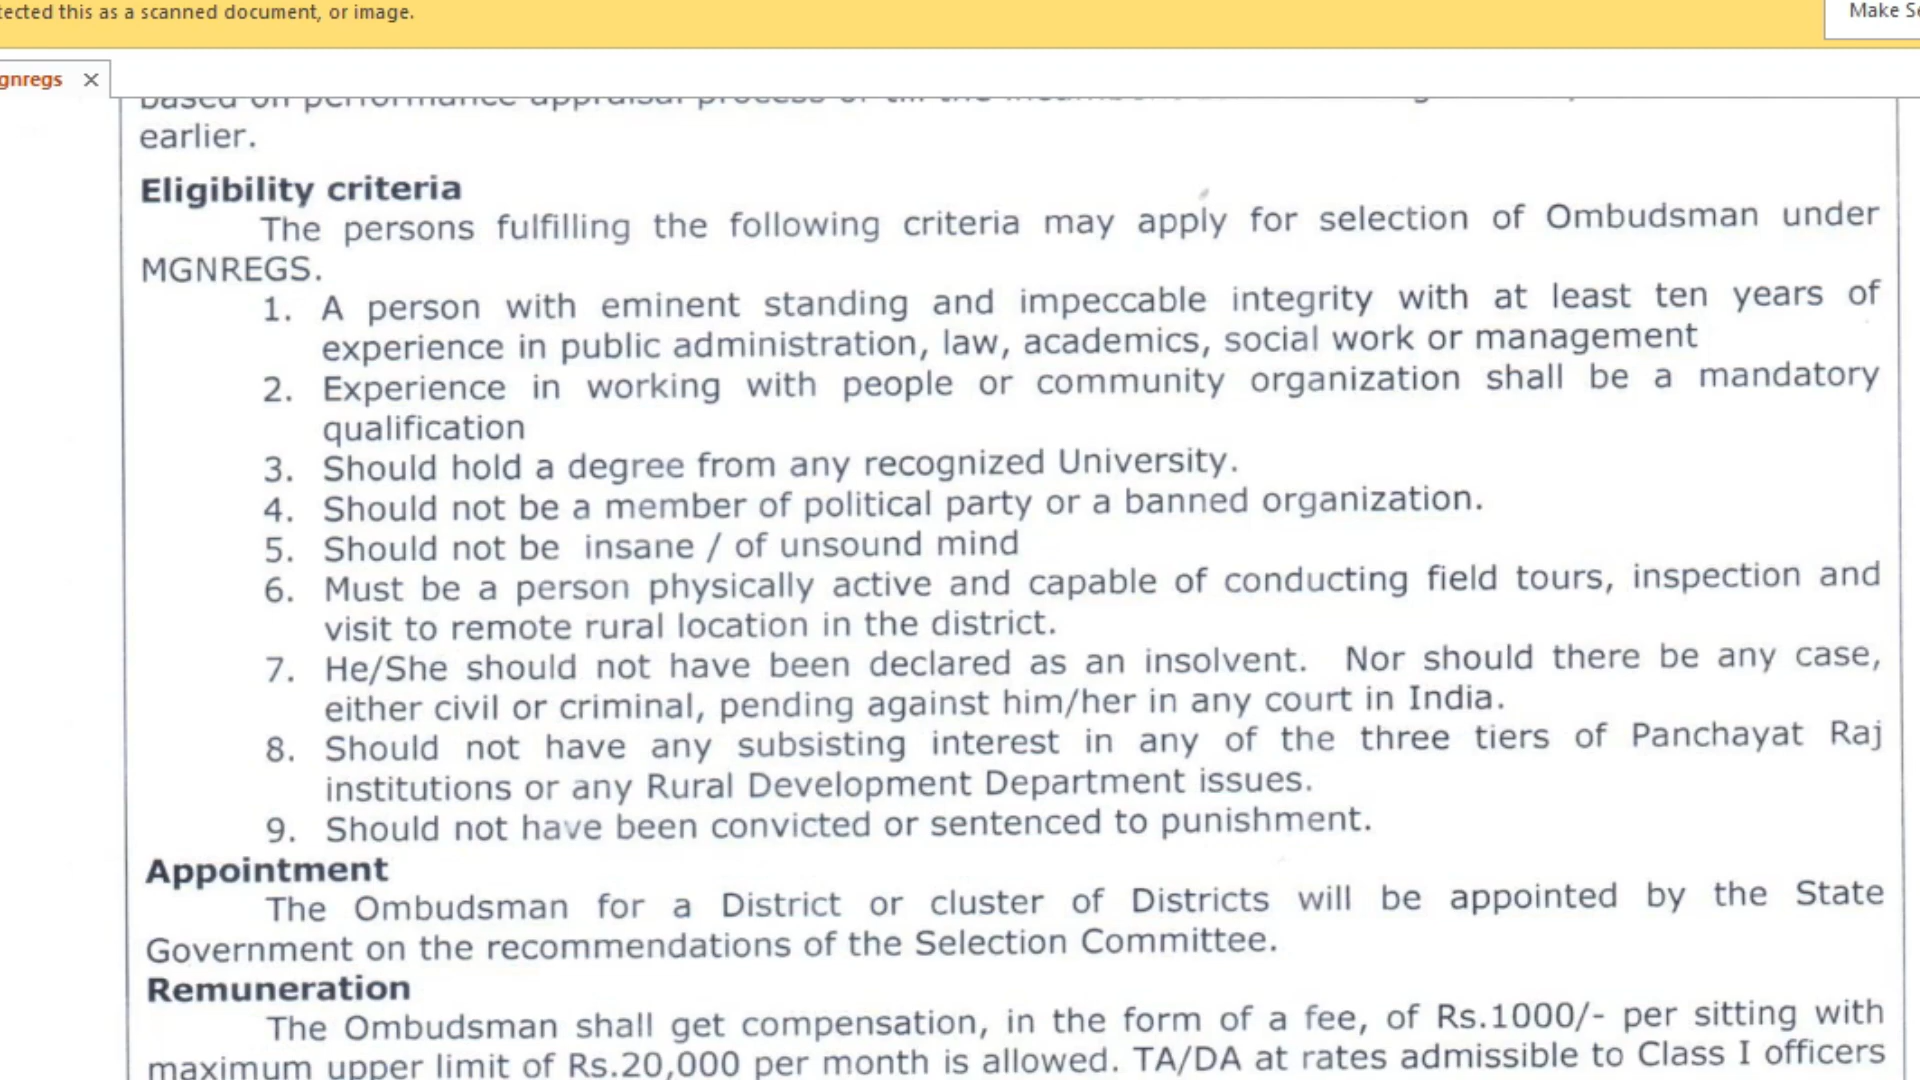 tected this as a scanned document, or image.
Make Se
gnregs
based on performance appraisal process or till the
earlier.
Eligibility criteria
The persons fulfilling the following criteria may apply for selection of Ombudsman under
MGNREGS.
1. A person with eminent standing and impeccable integrity with at least ten years of
experience in public administration, law, academics, social work or management
2. Experience in working with people or community organization shall be a mandatory
qualification
3. Should hold a degree from any recognized University.
4. Should not be a member of political party or a banned organization.
5. Should not be insane / of unsound mind
6. Must be a person physically active and capable of conducting field tours, inspection and
visit to remote rural location in the district.
7. He/She should not have been declared as an insolvent. Nor should there be any case,
either civil or criminal, pending against him/her in any court in India.
8. Should not have any subsisting interest in any of the three tiers of Panchayat Raj
institutions or any Rural Development Department issues.
9. Should not have been convicted or sentenced to punishment.
Appointment
The Ombudsman for a District or cluster of Districts will be appointed by the State
Government on the recommendations of the Selection Committee.
Remuneration
The Ombudsman shall get compensation, in the form of a fee, of Rs.1000/- per sitting with
maximum upper limit of Rs.20,000 per month is allowed. TA/DA at rates admissible to Class I officers